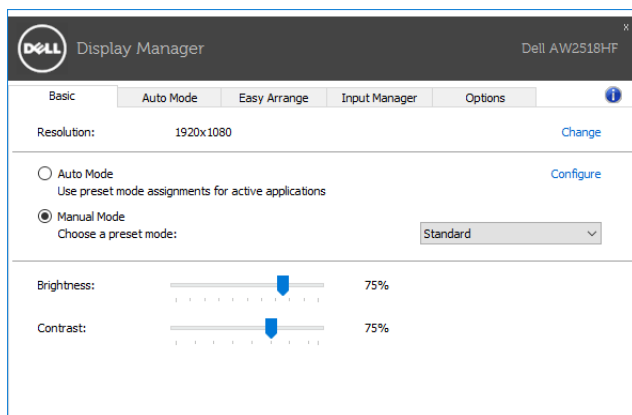 x
DELL Display Manager Dell AW2518HF
Basic Auto Mode Easy Arrange Input Manager Options i
Resolution: 1920x1080 Change
Auto Mode Configure
Use preset mode assignments for active applications
Manual Mode
Choose a preset mode: Standard
Brightness: 75%
Contrast: 75%